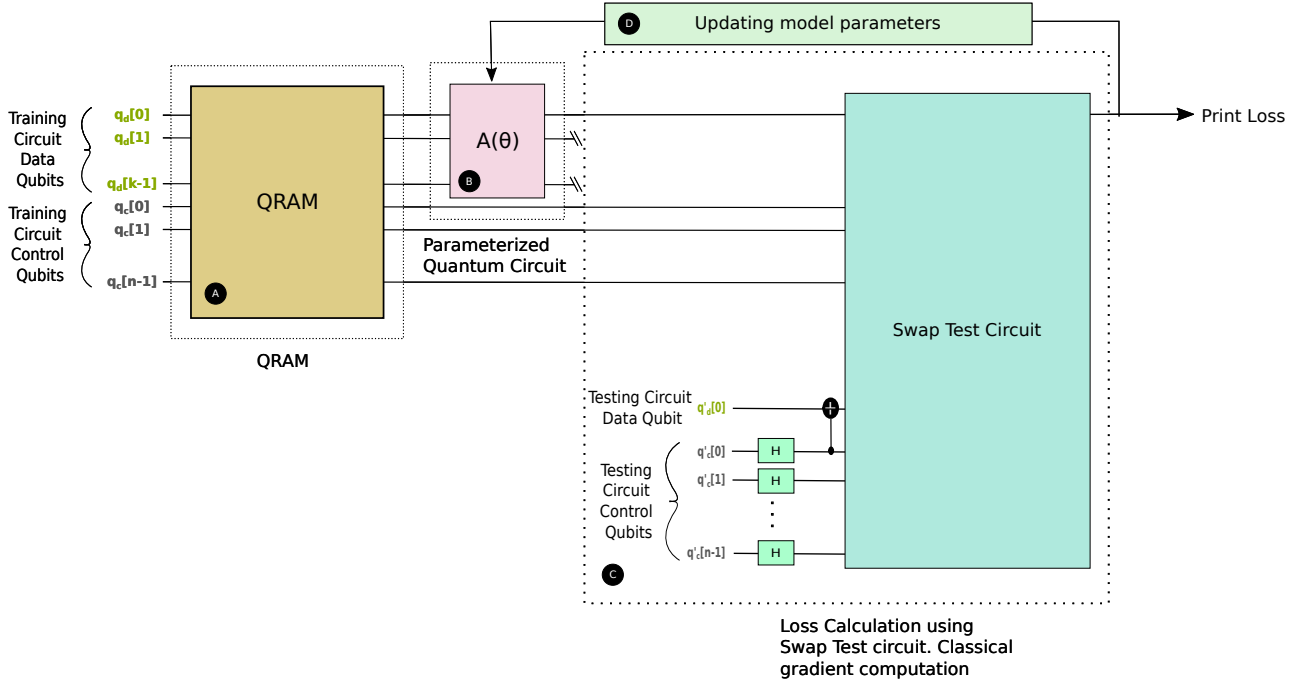 D
Updating model parameters
Training
Circuit
Data
Qubits
q_d[0]
q_d[1]
q_d[k-1]
Training
Circuit
Control
Qubits
q_c[0]
q_c[1]
q_c[n-1]
QRAM
A
QRAM
A(θ)
B
Parameterized
Quantum Circuit
Print Loss
Swap Test Circuit
Testing Circuit
Data Qubit
q'_d[0]
+
Testing
Circuit
Control
Qubits
q'_c[0]
H
q'_c[1]
H
q'_c[n-1]
H
C
Loss Calculation using
Swap Test circuit. Classical
gradient computation